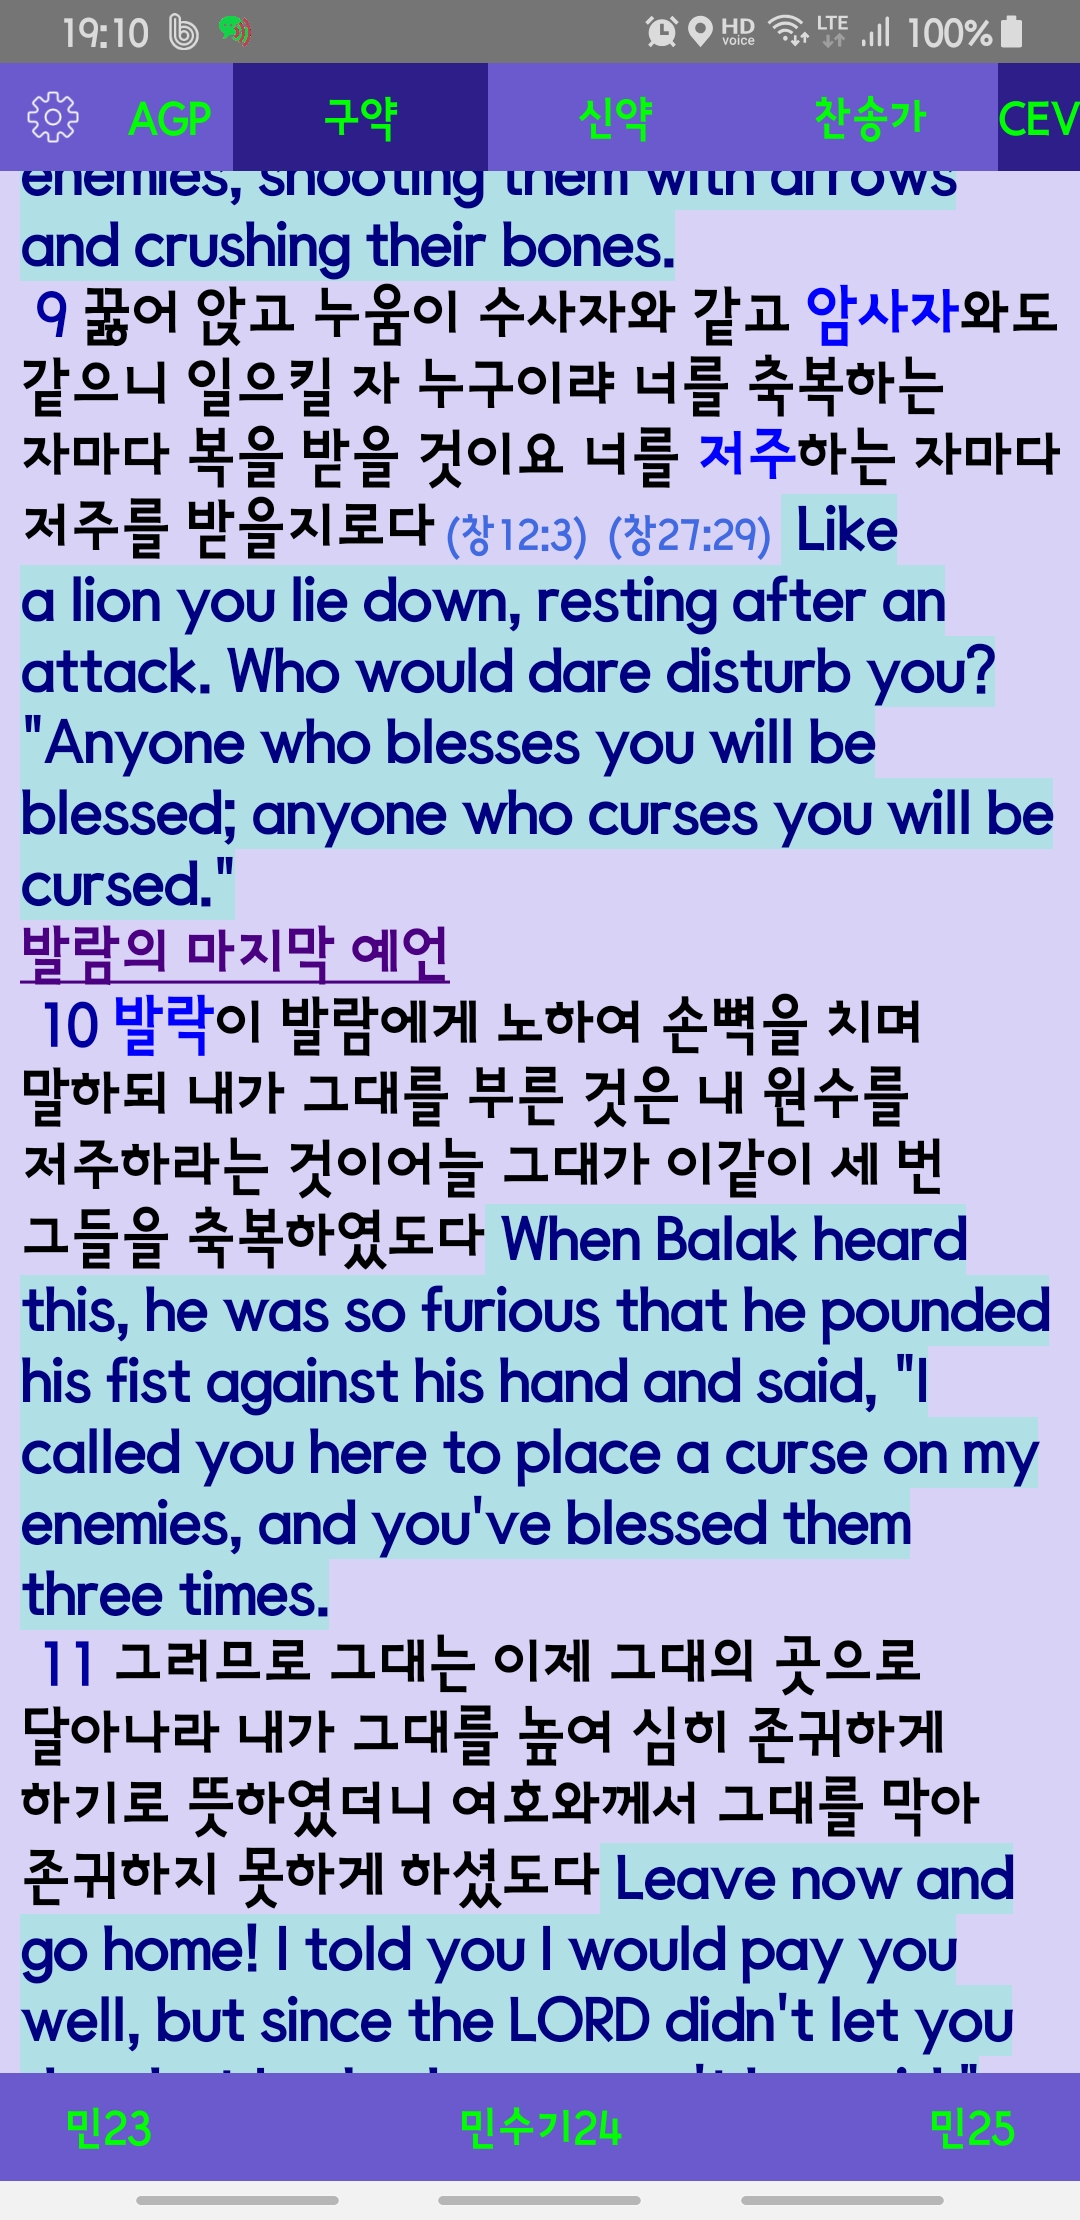 19:10 HD voice LTE 100%
AGP 구약 신약 찬송가 CEV
enemies, shooting them with arrows
and crushing their bones.
9 꿇어 앉고 누움이 수사자와 같고 암사자와도
같으니 일으킬 자 누구이랴 너를 축복하는
자마다 복을 받을 것이요 너를 저주하는 자마다
저주를 받을지로다 (창12:3) (창27:29) Like
a lion you lie down, resting after an
attack. Who would dare disturb you?
"Anyone who blesses you will be
blessed; anyone who curses you will be
cursed."
발람의 마지막 예언
10 발락이 발람에게 노하여 손뼉을 치며
말하되 내가 그대를 부른 것은 내 원수를
저주하라는 것이어늘 그대가 이같이 세 번
그들을 축복하였도다 When Balak heard
this, he was so furious that he pounded
his fist against his hand and said, "I
called you here to place a curse on my
enemies, and you've blessed them
three times.
11 그러므로 그대는 이제 그대의 곳으로
달아나라 내가 그대를 높여 심히 존귀하게
하기로 뜻하였더니 여호와께서 그대를 막아
존귀하지 못하게 하셨도다 Leave now and
go home! I told you I would pay you
well, but since the LORD didn't let you
민23 민수기24 민25